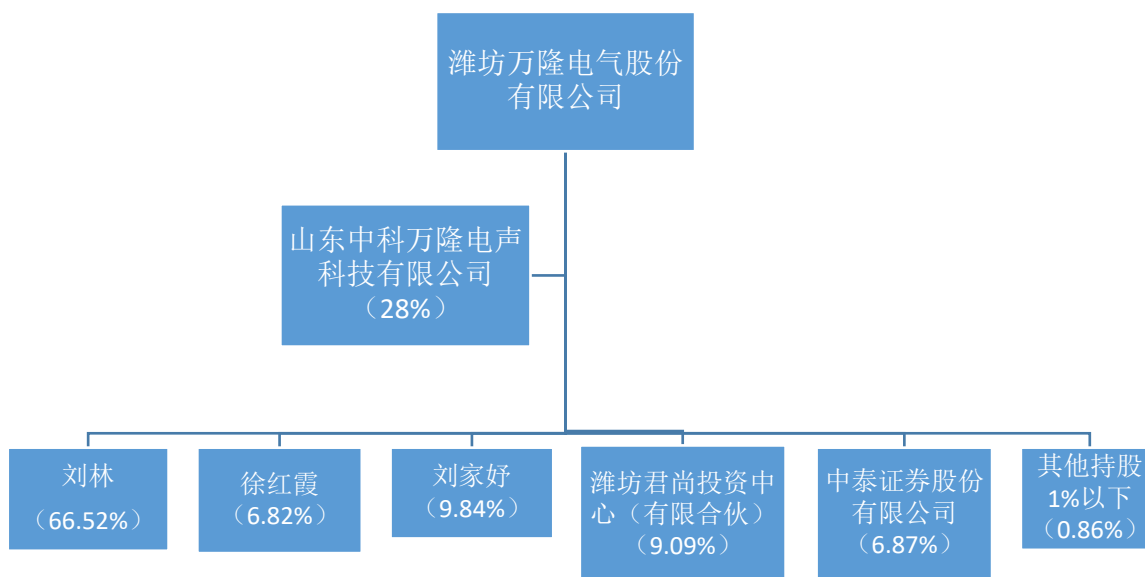 潍坊万隆电气股份
有限公司
山东中科万隆电声
科技有限公司
（28%）
刘林
（66.52%）
徐红霞
（6.82%）
刘家妤
（9.84%）
潍坊君尚投资中
心（有限合伙）
（9.09%）
中泰证券股份
有限公司
（6.87%）
其他持股
1%以下
（0.86%）